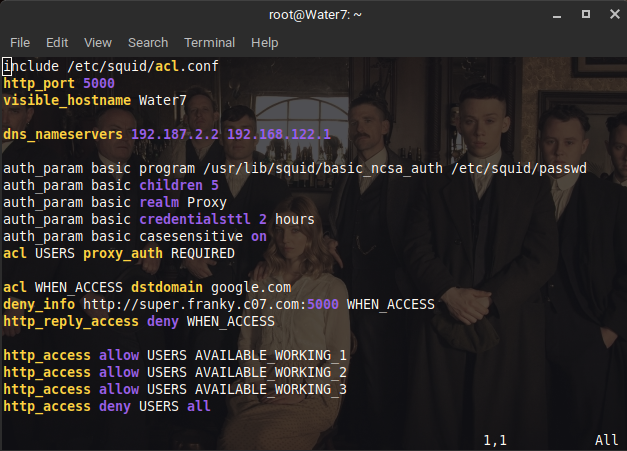 root@Water7: ~
File Edit View Search Terminal Help
include /etc/squid/acl.conf
http_port 5000
visible_hostname Water7
dns_nameservers 192.187.2.2 192.168.122.1
auth_param basic program /usr/lib/squid/basic_ncsa_auth /etc/squid/passwd
auth_param basic children 5
auth_param basic realm Proxy
auth_param basic credentialsttl 2 hours
auth_param basic casesensitive on
acl USERS proxy_auth REQUIRED
acl WHEN_ACCESS dstdomain google.com
deny_info http://super.franky.c07.com:5000 WHEN_ACCESS
http_reply_access deny WHEN_ACCESS
http_access allow USERS AVAILABLE_WORKING_1
http_access allow USERS AVAILABLE_WORKING_2
http_access allow USERS AVAILABLE_WORKING_3
http_access deny USERS all
1,1 All